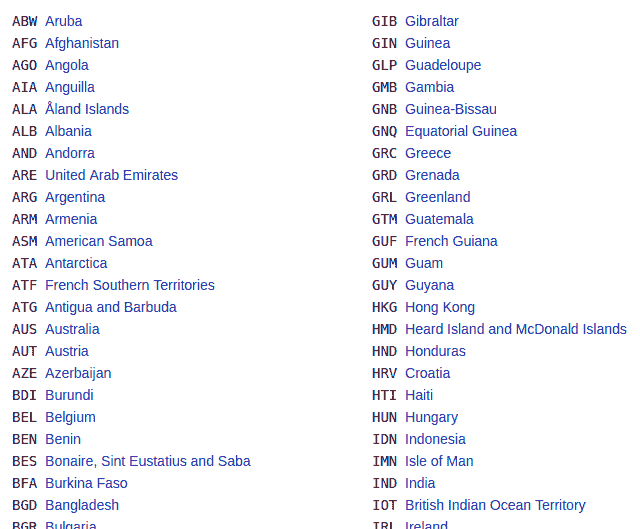 ABW Aruba
AFG Afghanistan
AGO Angola
AIA Anguilla
ALA Åland Islands
ALB Albania
AND Andorra
ARE United Arab Emirates
ARG Argentina
ARM Armenia
ASM American Samoa
ATA Antarctica
ATF French Southern Territories
ATG Antigua and Barbuda
AUS Australia
AUT Austria
AZE Azerbaijan
BDI Burundi
BEL Belgium
BEN Benin
BES Bonaire, Sint Eustatius and Saba
BFA Burkina Faso
BGD Bangladesh
BGR Bulgaria
GIB Gibraltar
GIN Guinea
GLP Guadeloupe
GMB Gambia
GNB Guinea-Bissau
GNQ Equatorial Guinea
GRC Greece
GRD Grenada
GRL Greenland
GTM Guatemala
GUF French Guiana
GUM Guam
GUY Guyana
HKG Hong Kong
HMD Heard Island and McDonald Islands
HND Honduras
HRV Croatia
HTI Haiti
HUN Hungary
IDN Indonesia
IMN Isle of Man
IND India
IOT British Indian Ocean Territory
IRL Ireland